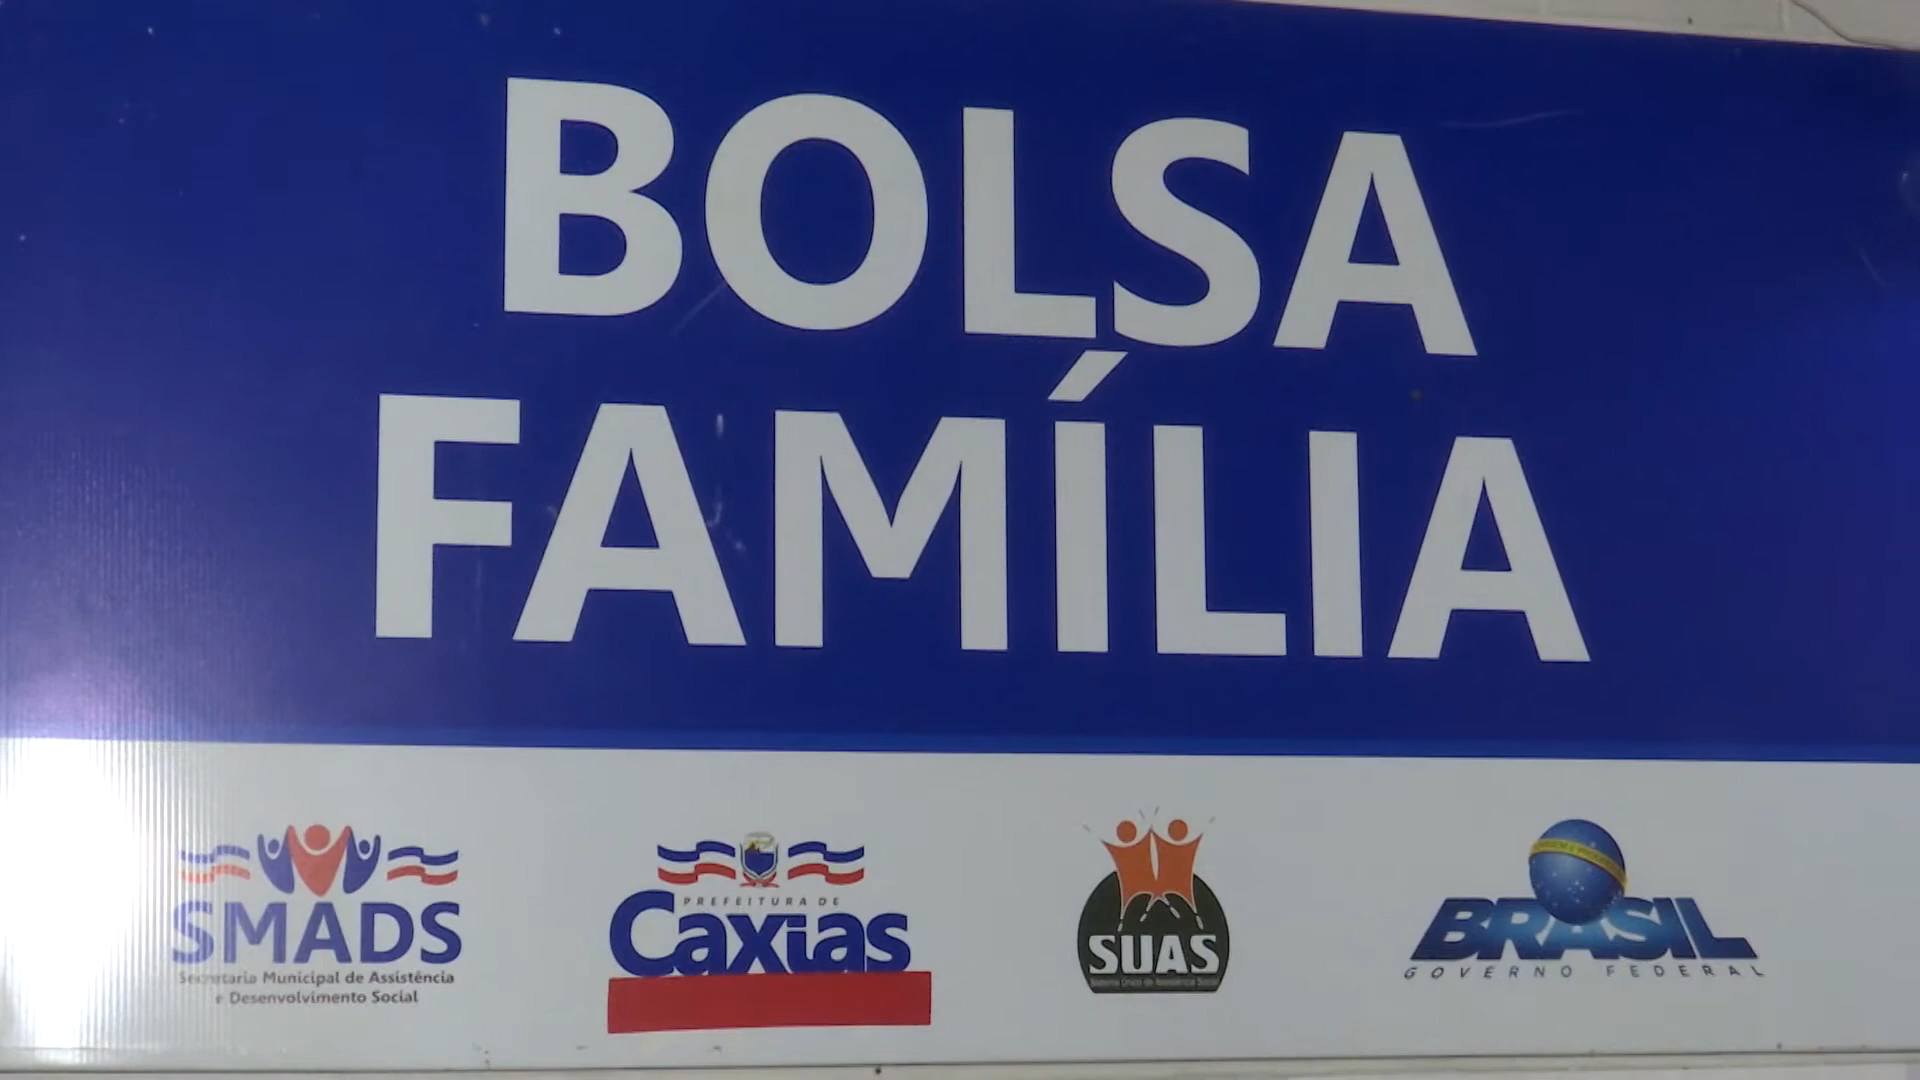 BOLSA
FAMÍLIA
SMADS
Secretaria Municipal de Assistência
e Desenvolvimento Social
PREFEITURA DE
Caxias
SUAS
Sistema Único de Assistência Social
BRASIL
GOVERNO FEDERAL